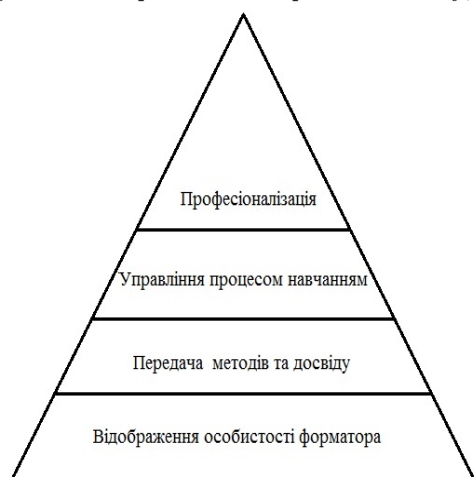 Професіоналізація
Управління процесом навчанням
Передача методів та досвіду
Відображення особистості форматора